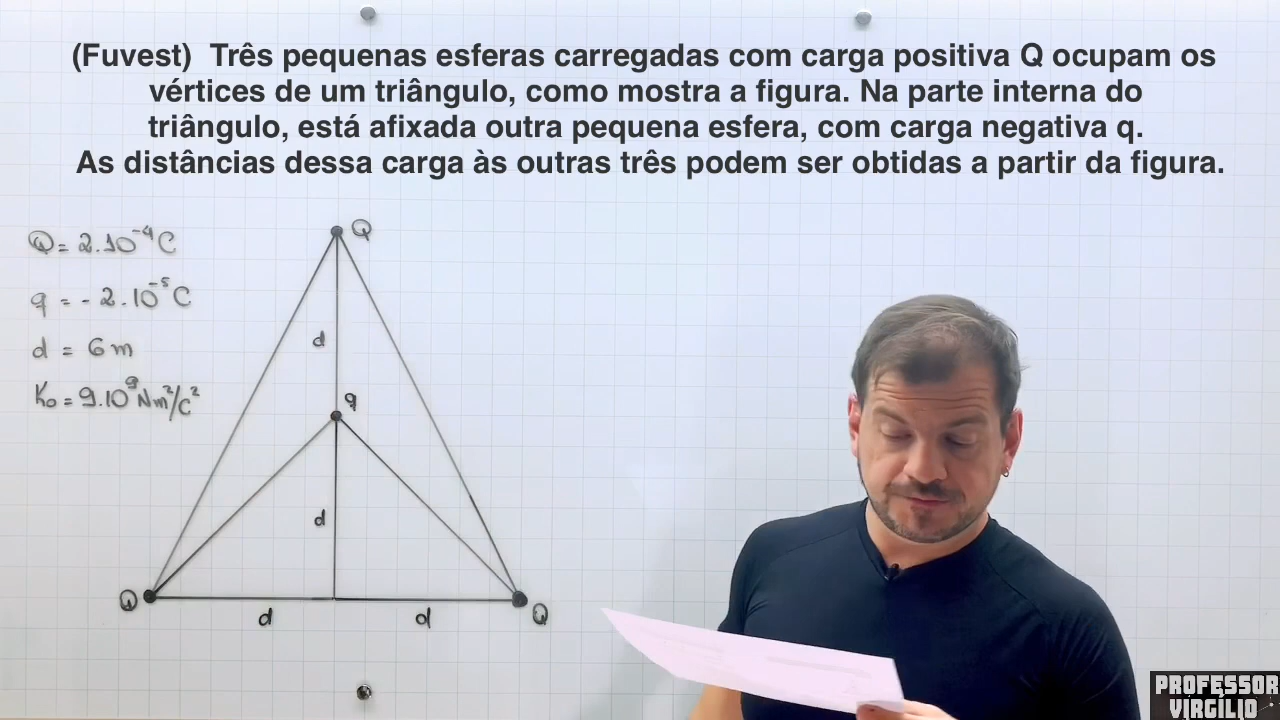 (Fuvest) Três pequenas esferas carregadas com carga positiva Q ocupam os
vértices de um triângulo, como mostra a figura. Na parte interna do
triângulo, está afixada outra pequena esfera, com carga negativa q.
As distâncias dessa carga às outras três podem ser obtidas a partir da figura.
Q = 2.10⁻⁴C
q = - 2.10⁻⁵C
d = 6m
K₀ = 9.10⁹Nm²/C²
Q
d
q
d
Q
Q
d
d
PROFESSOR
VIRGÍLIO